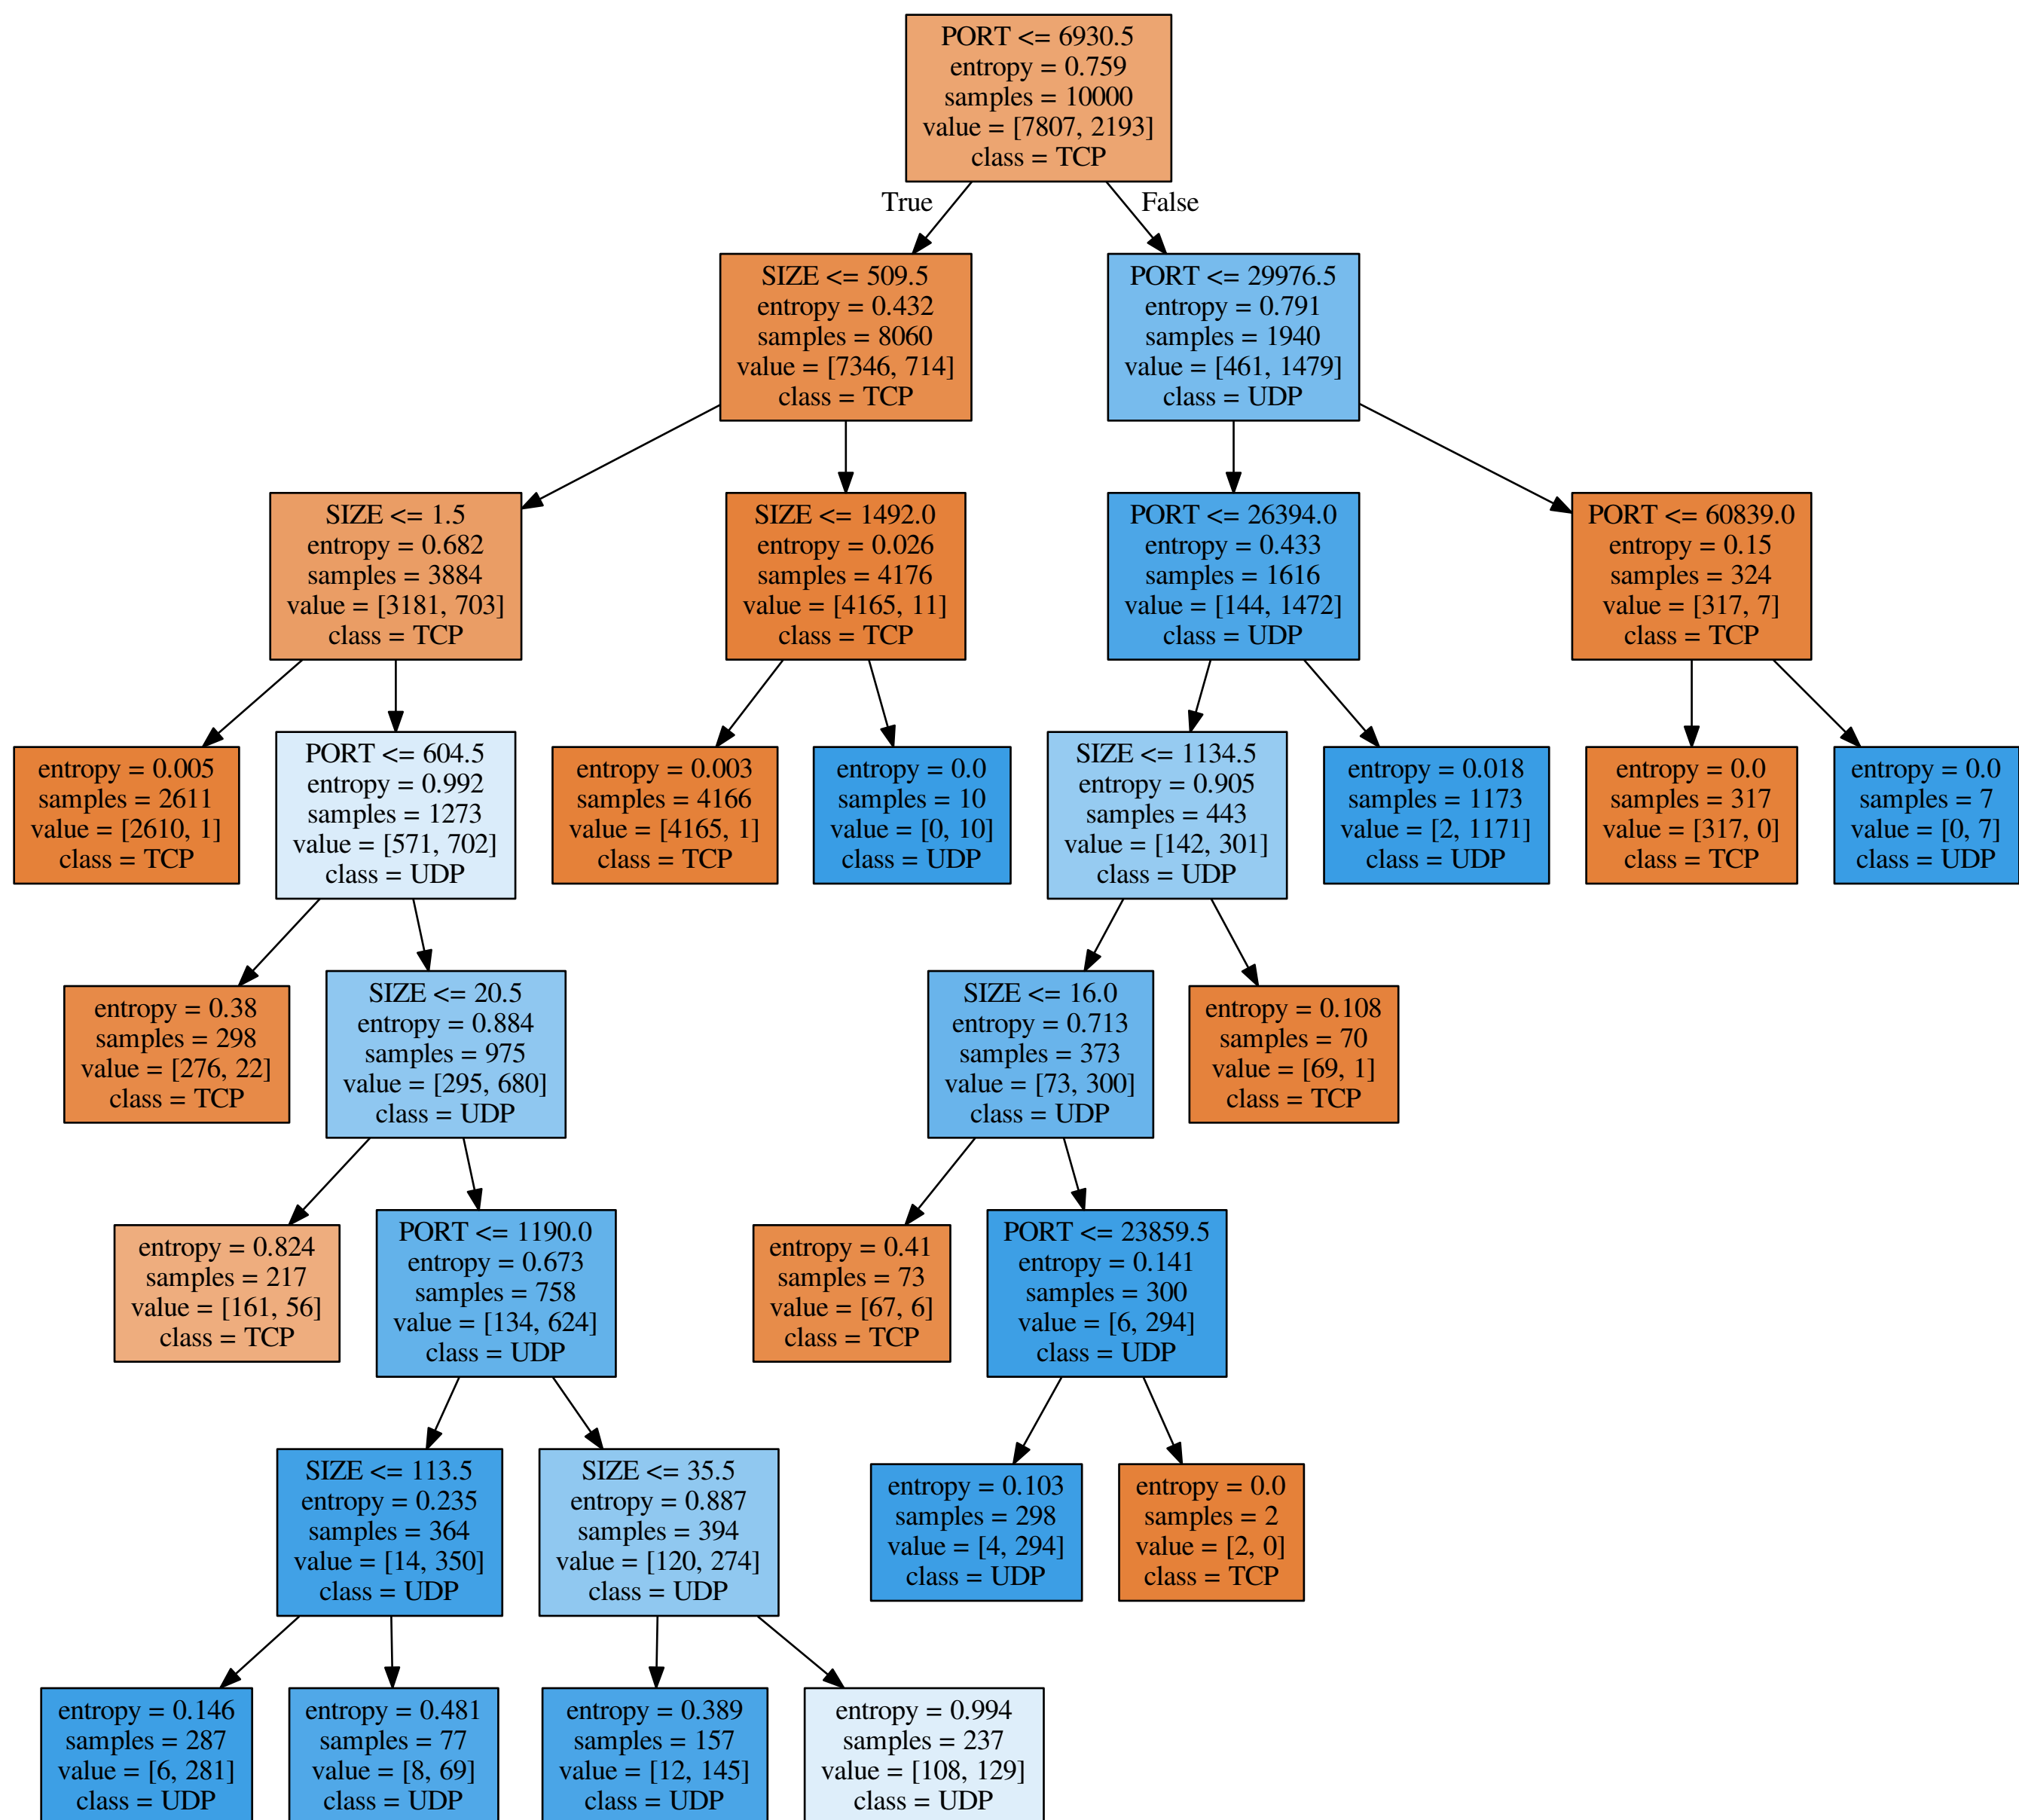 PORT <= 6930.5
entropy = 0.759
samples = 10000
value = [7807, 2193]
class = TCP
True
False
SIZE <= 509.5
entropy = 0.432
samples = 8060
value = [7346, 714]
class = TCP
PORT <= 29976.5
entropy = 0.791
samples = 1940
value = [461, 1479]
class = UDP
SIZE <= 1.5
entropy = 0.682
samples = 3884
value = [3181, 703]
class = TCP
SIZE <= 1492.0
entropy = 0.026
samples = 4176
value = [4165, 11]
class = TCP
PORT <= 26394.0
entropy = 0.433
samples = 1616
value = [144, 1472]
class = UDP
PORT <= 60839.0
entropy = 0.15
samples = 324
value = [317, 7]
class = TCP
entropy = 0.005
samples = 2611
value = [2610, 1]
class = TCP
PORT <= 604.5
entropy = 0.992
samples = 1273
value = [571, 702]
class = UDP
entropy = 0.003
samples = 4166
value = [4165, 1]
class = TCP
entropy = 0.0
samples = 10
value = [0, 10]
class = UDP
SIZE <= 1134.5
entropy = 0.905
samples = 443
value = [142, 301]
class = UDP
entropy = 0.018
samples = 1173
value = [2, 1171]
class = UDP
entropy = 0.0
samples = 317
value = [317, 0]
class = TCP
entropy = 0.0
samples = 7
value = [0, 7]
class = UDP
entropy = 0.38
samples = 298
value = [276, 22]
class = TCP
SIZE <= 20.5
entropy = 0.884
samples = 975
value = [295, 680]
class = UDP
SIZE <= 16.0
entropy = 0.713
samples = 373
value = [73, 300]
class = UDP
entropy = 0.108
samples = 70
value = [69, 1]
class = TCP
entropy = 0.824
samples = 217
value = [161, 56]
class = TCP
PORT <= 1190.0
entropy = 0.673
samples = 758
value = [134, 624]
class = UDP
entropy = 0.41
samples = 73
value = [67, 6]
class = TCP
PORT <= 23859.5
entropy = 0.141
samples = 300
value = [6, 294]
class = UDP
SIZE <= 113.5
entropy = 0.235
samples = 364
value = [14, 350]
class = UDP
SIZE <= 35.5
entropy = 0.887
samples = 394
value = [120, 274]
class = UDP
entropy = 0.103
samples = 298
value = [4, 294]
class = UDP
entropy = 0.0
samples = 2
value = [2, 0]
class = TCP
entropy = 0.146
samples = 287
value = [6, 281]
class = UDP
entropy = 0.481
samples = 77
value = [8, 69]
class = UDP
entropy = 0.389
samples = 157
value = [12, 145]
class = UDP
entropy = 0.994
samples = 237
value = [108, 129]
class = UDP